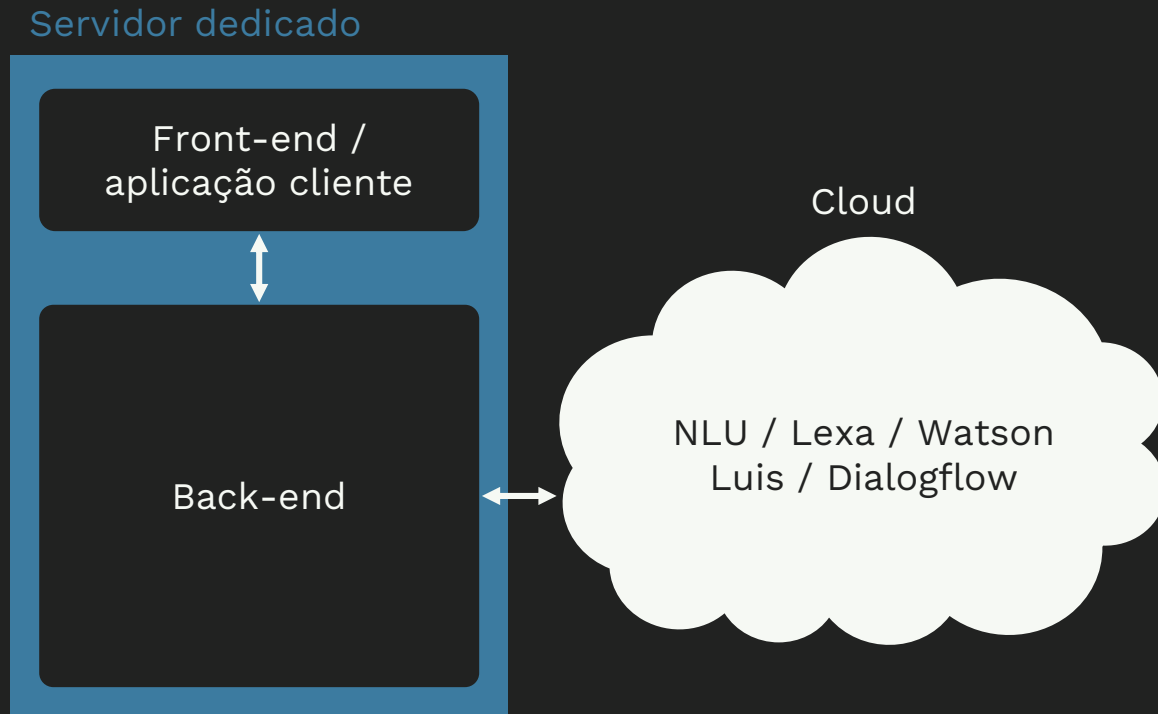 Servidor dedicado
Front-end /
aplicação cliente
Cloud
NLU / Lexa / Watson
Luis / Dialogflow
Back-end